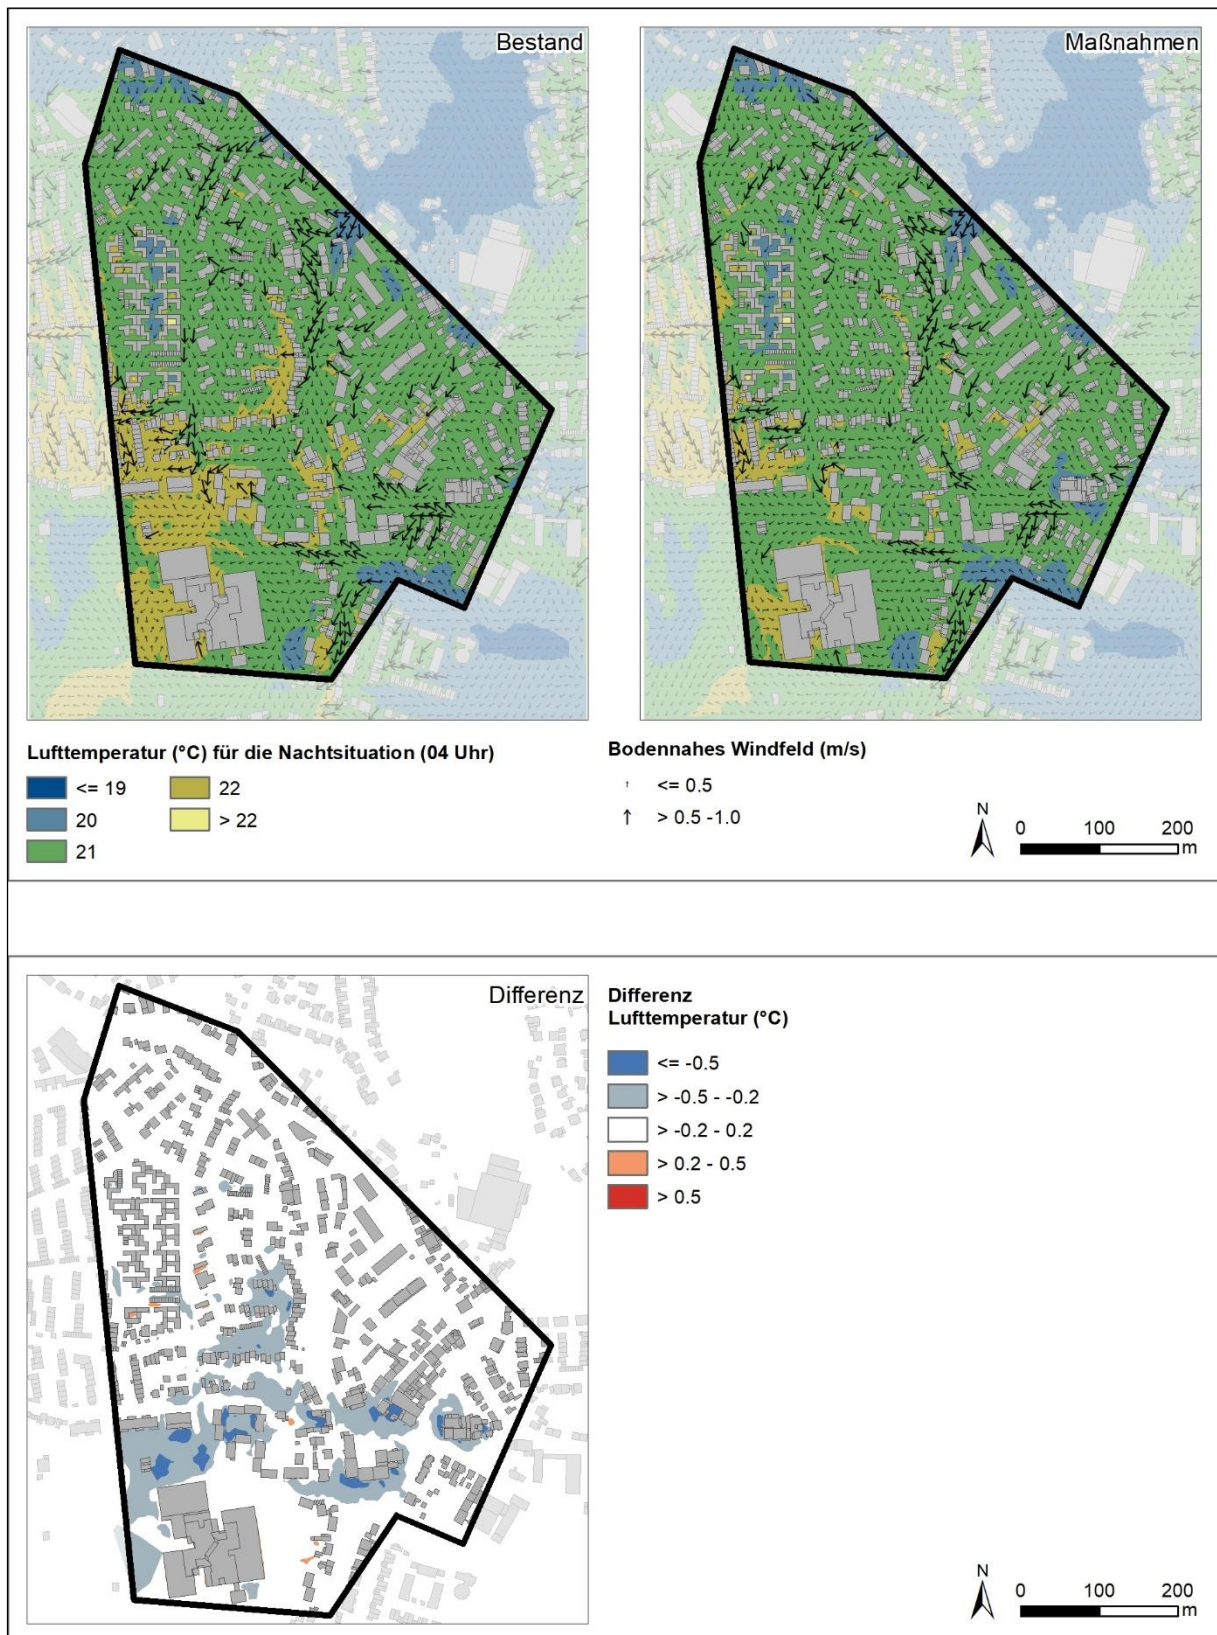 Bestand
Maßnahmen
Lufttemperatur (°C) für die Nachtsituation (04 Uhr)
<= 19
20
21
22
> 22
Bodennahes Windfeld (m/s)
<= 0.5
> 0.5 -1.0
N
0 100 200
m
Differenz
Differenz
Lufttemperatur (°C)
<= -0.5
> -0.5 - -0.2
> -0.2 - 0.2
> 0.2 - 0.5
> 0.5
N
0 100 200
m